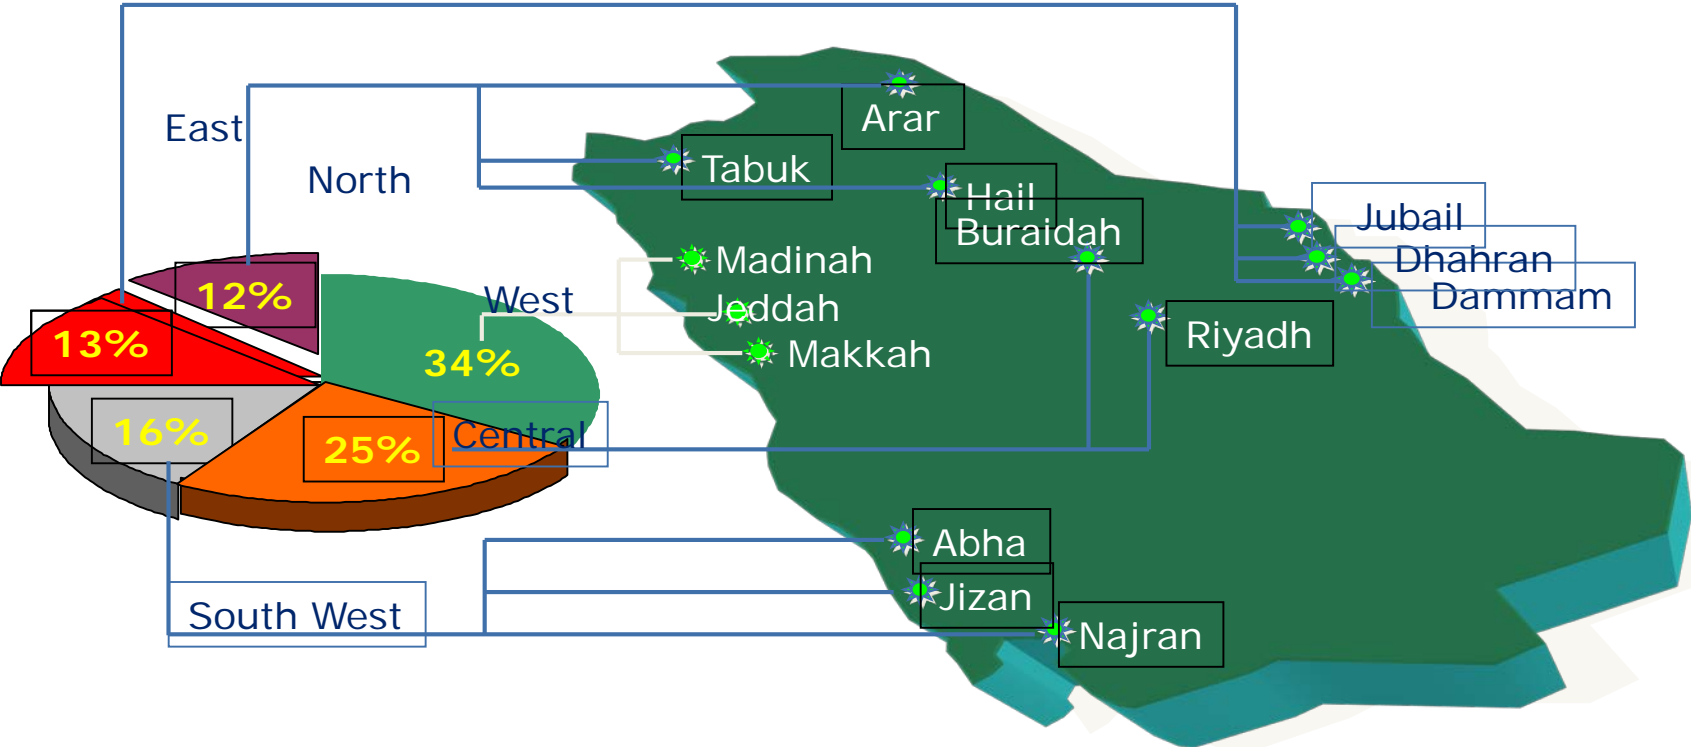 East
North
Arar
Tabuk
Hail
Buraidah
Jubail
Dhahran
Dammam
Madinah
West
Jeddah
Makkah
Riyadh
12%
13%
34%
16%
25%
Central
Abha
Jizan
South West
Najran